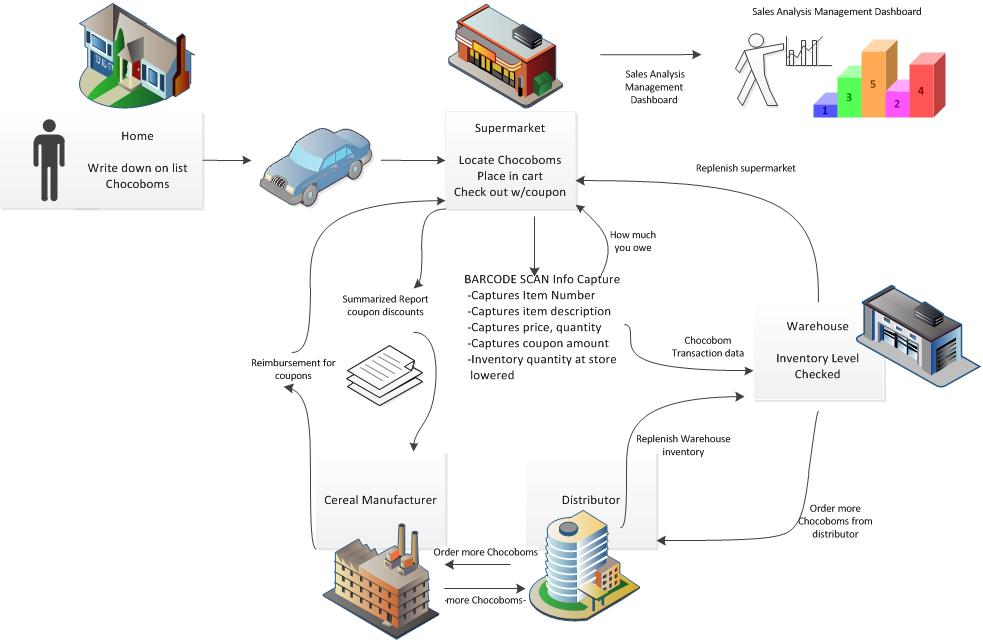 Sales Analysis Management Dashboard
Sales Analysis
Management
Dashboard
1
3
5
2
4
Home
Write down on list
Chocoboms
Supermarket
Locate Chocoboms
Place in cart
Check out w/coupon
Replenish supermarket
How much
you owe
BARCODE SCAN Info Capture
-Captures Item Number
-Captures item description
-Captures price, quantity
-Captures coupon amount
-Inventory quantity at store
lowered
Summarized Report
coupon discounts
Reimbursement for
coupons
Chocobom
Transaction data
Warehouse
Inventory Level
Checked
Replenish Warehouse
inventory
Cereal Manufacturer
Distributor
Order more
Chocoboms from
distributor
Order more Chocoboms
-more Chocoboms-